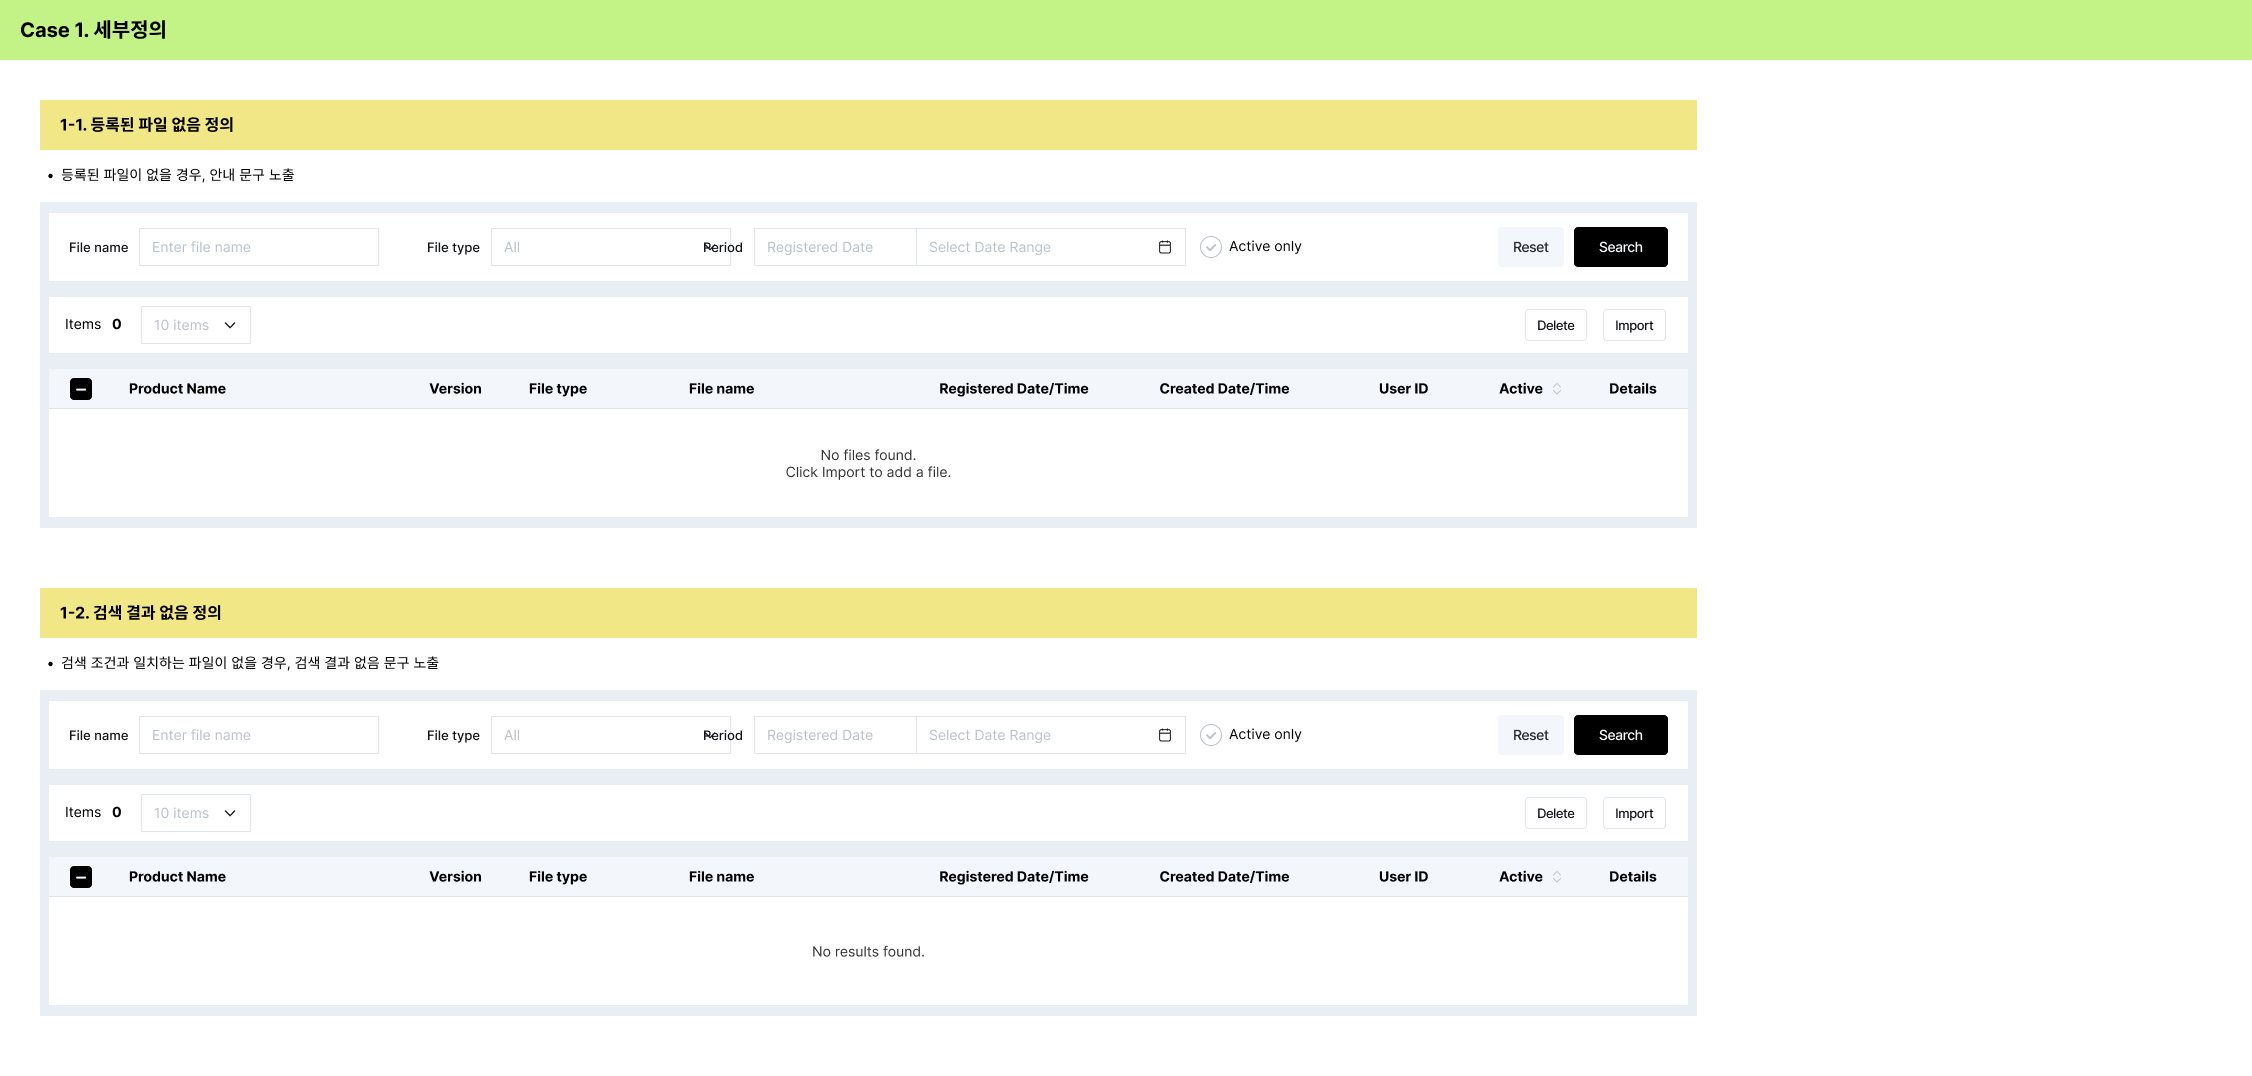 Case 1. 세부정의
1-1. 등록된 파일 없음 정의
• 등록된 파일이 없을 경우, 안내 문구 노출
File name Enter file name File type All Period Registered Date Select Date Range Active only Reset Search
Items 0 10 items Delete Import
Product Name Version File type File name Registered Date/Time Created Date/Time User ID Active Details
No files found.
Click Import to add a file.
1-2. 검색 결과 없음 정의
• 검색 조건과 일치하는 파일이 없을 경우, 검색 결과 없음 문구 노출
File name Enter file name File type All Period Registered Date Select Date Range Active only Reset Search
Items 0 10 items Delete Import
Product Name Version File type File name Registered Date/Time Created Date/Time User ID Active Details
No results found.